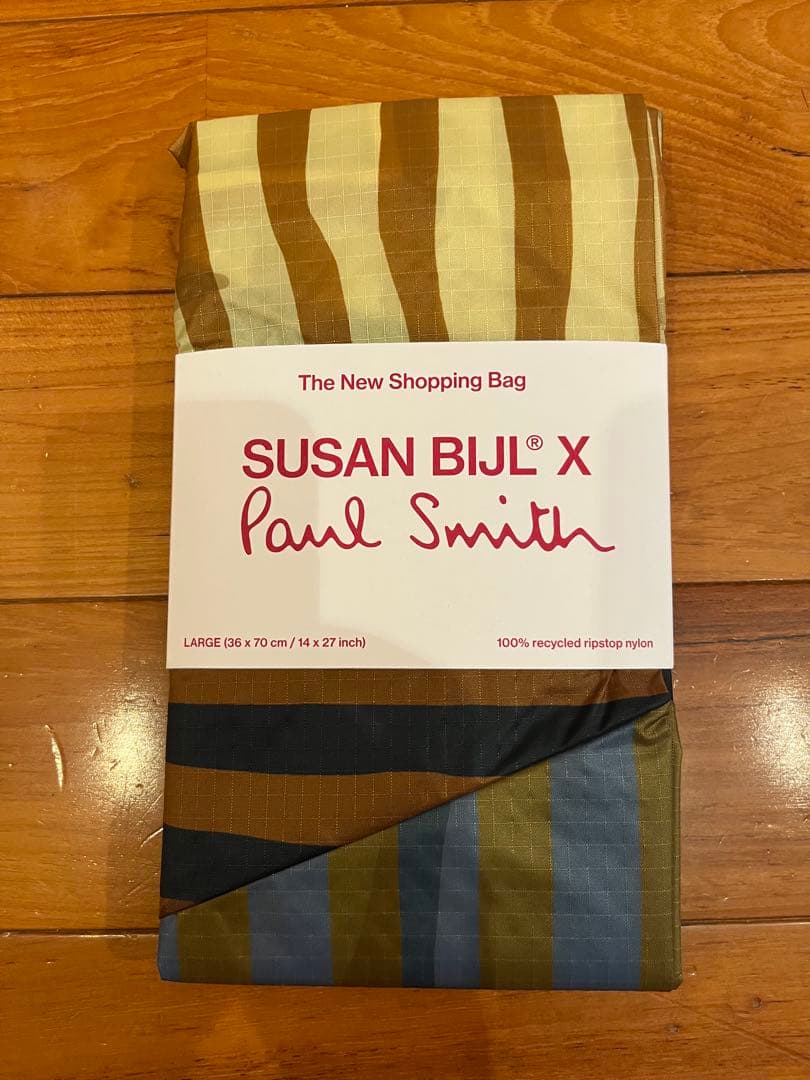 The New Shopping Bag
SUSAN BIJL® X
Paul Smith
LARGE (36 x 70 cm / 14 x 27 inch)
100% recycled ripstop nylon